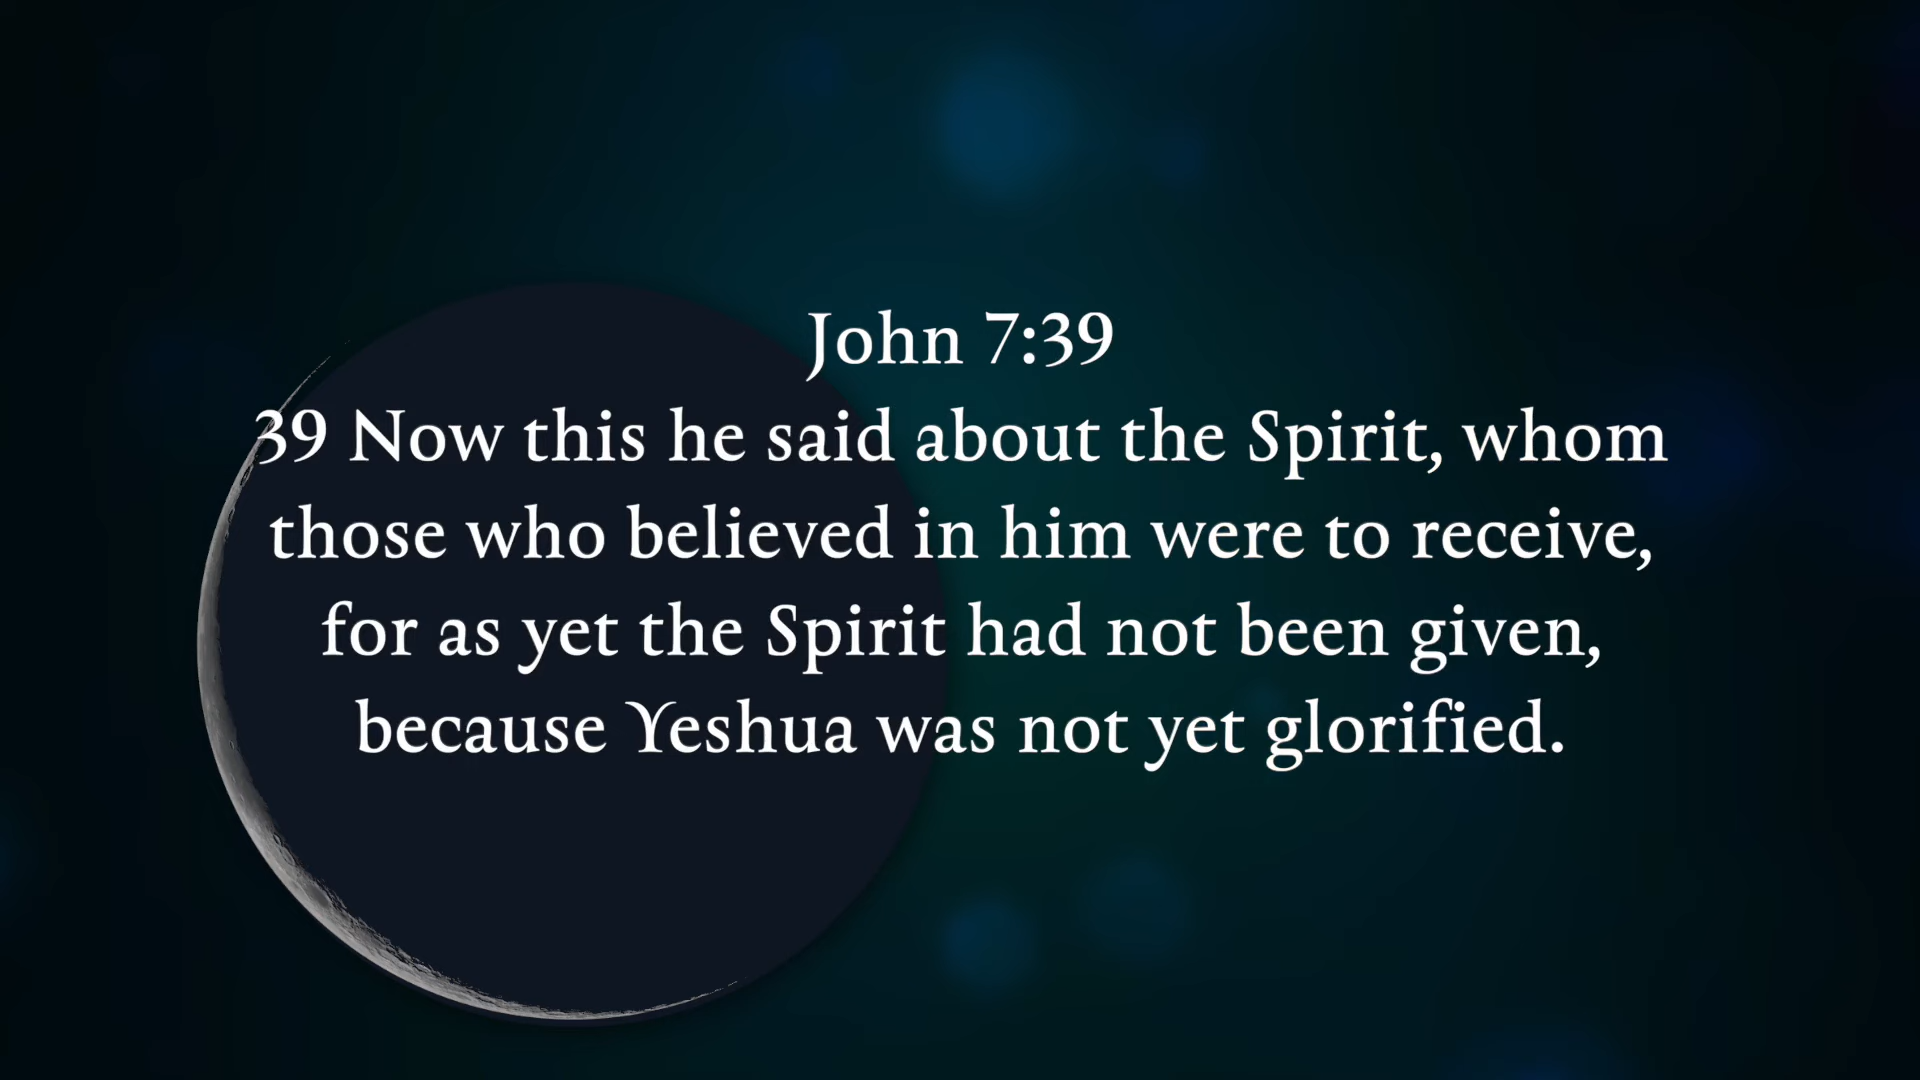 John 7:39
39 Now this he said about the Spirit, whom
those who believed in him were to receive,
for as yet the Spirit had not been given,
because Yeshua was not yet glorified.